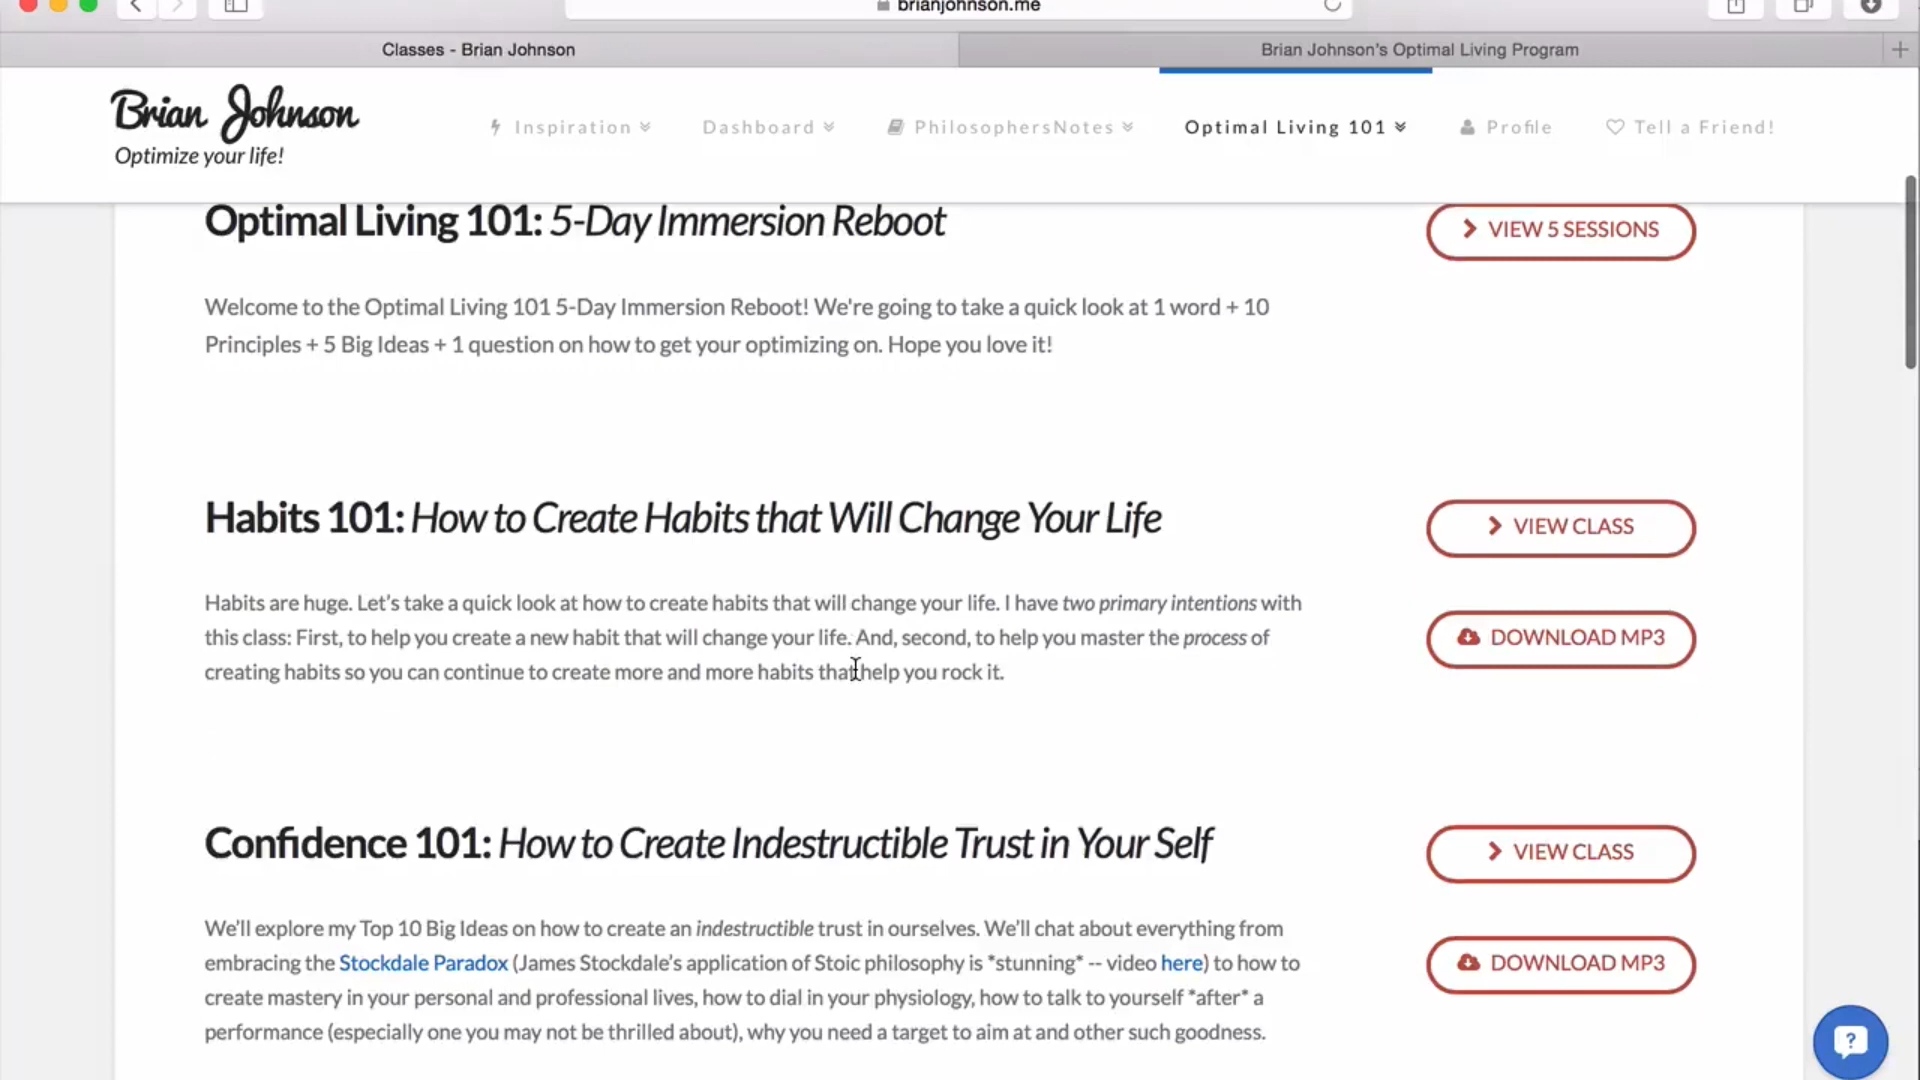 brianjohnson.me
Classes - Brian Johnson
Brian Johnson's Optimal Living Program
Brian Johnson
Optimize your life!
Inspiration
Dashboard
PhilosophersNotes
Optimal Living 101
Profile
Tell a Friend!
Optimal Living 101: 5-Day Immersion Reboot
VIEW 5 SESSIONS
Welcome to the Optimal Living 101 5-Day Immersion Reboot! We're going to take a quick look at 1 word + 10
Principles + 5 Big Ideas + 1 question on how to get your optimizing on. Hope you love it!
Habits 101: How to Create Habits that Will Change Your Life
VIEW CLASS
Habits are huge. Let's take a quick look at how to create habits that will change your life. I have two primary intentions with
this class: First, to help you create a new habit that will change your life. And, second, to help you master the process of
creating habits so you can continue to create more and more habits that help you rock it.
DOWNLOAD MP3
Confidence 101: How to Create Indestructible Trust in Your Self
VIEW CLASS
We'll explore my Top 10 Big Ideas on how to create an indestructible trust in ourselves. We'll chat about everything from
embracing the Stockdale Paradox (James Stockdale's application of Stoic philosophy is *stunning* -- video here) to how to
create mastery in your personal and professional lives, how to dial in your physiology, how to talk to yourself *after* a
performance (especially one you may not be thrilled about), why you need a target to aim at and other such goodness.
DOWNLOAD MP3